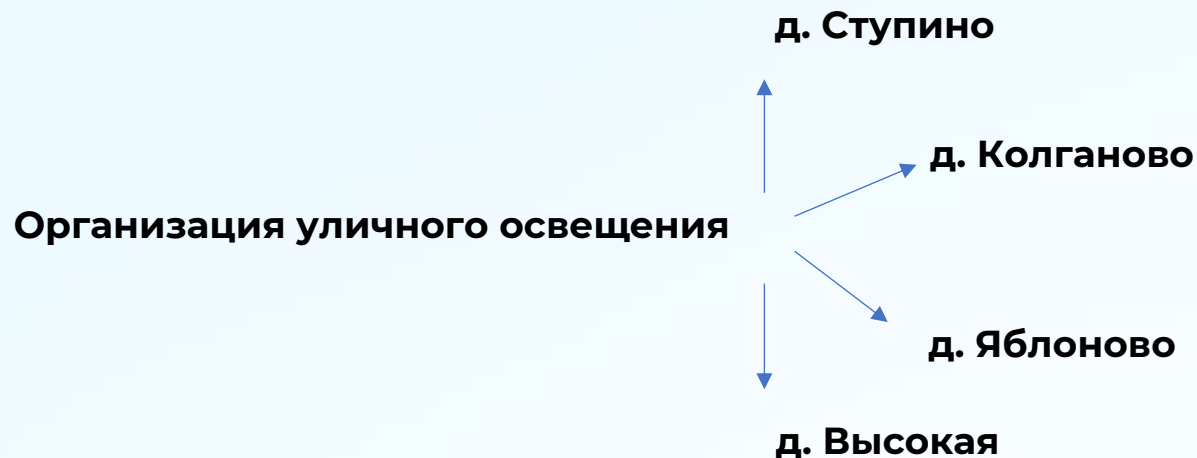 д. Ступино
д. Колганово
Организация уличного освещения
д. Яблоново
д. Высокая